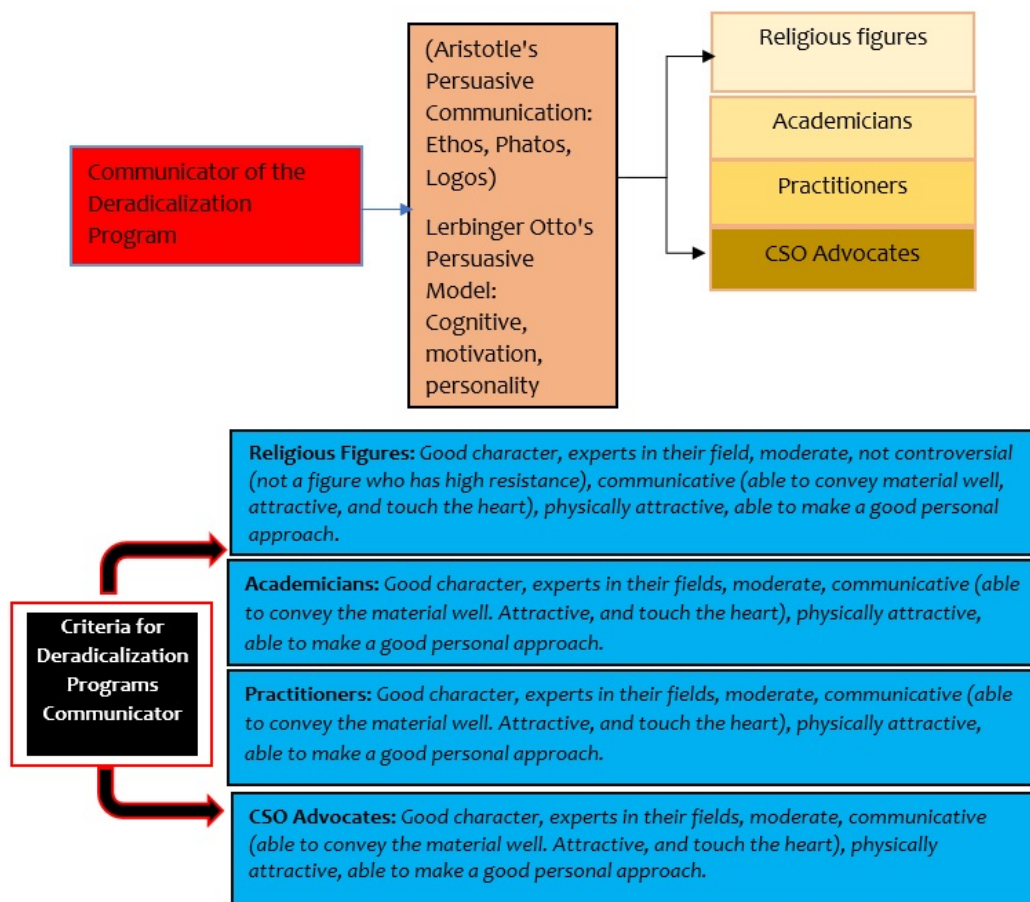 Communicator of the
Deradicalization
Program
(Aristotle's
Persuasive
Communication:
Ethos, Phatos,
Logos)
Lerbinger Otto's
Persuasive
Model:
Cognitive,
motivation,
personality
Religious figures
Academicians
Practitioners
CSO Advocates
Criteria for
Deradicalization
Programs
Communicator
Religious Figures: Good character, experts in their field, moderate, not controversial
(not a figure who has high resistance), communicative (able to convey material well,
attractive, and touch the heart), physically attractive, able to make a good personal
approach.
Academicians: Good character, experts in their fields, moderate, communicative (able
to convey the material well. Attractive, and touch the heart), physically attractive,
able to make a good personal approach.
Practitioners: Good character, experts in their fields, moderate, communicative (able
to convey the material well. Attractive, and touch the heart), physically attractive,
able to make a good personal approach.
CSO Advocates: Good character, experts in their fields, moderate, communicative
(able to convey the material well. Attractive, and touch the heart), physically
attractive, able to make a good personal approach.